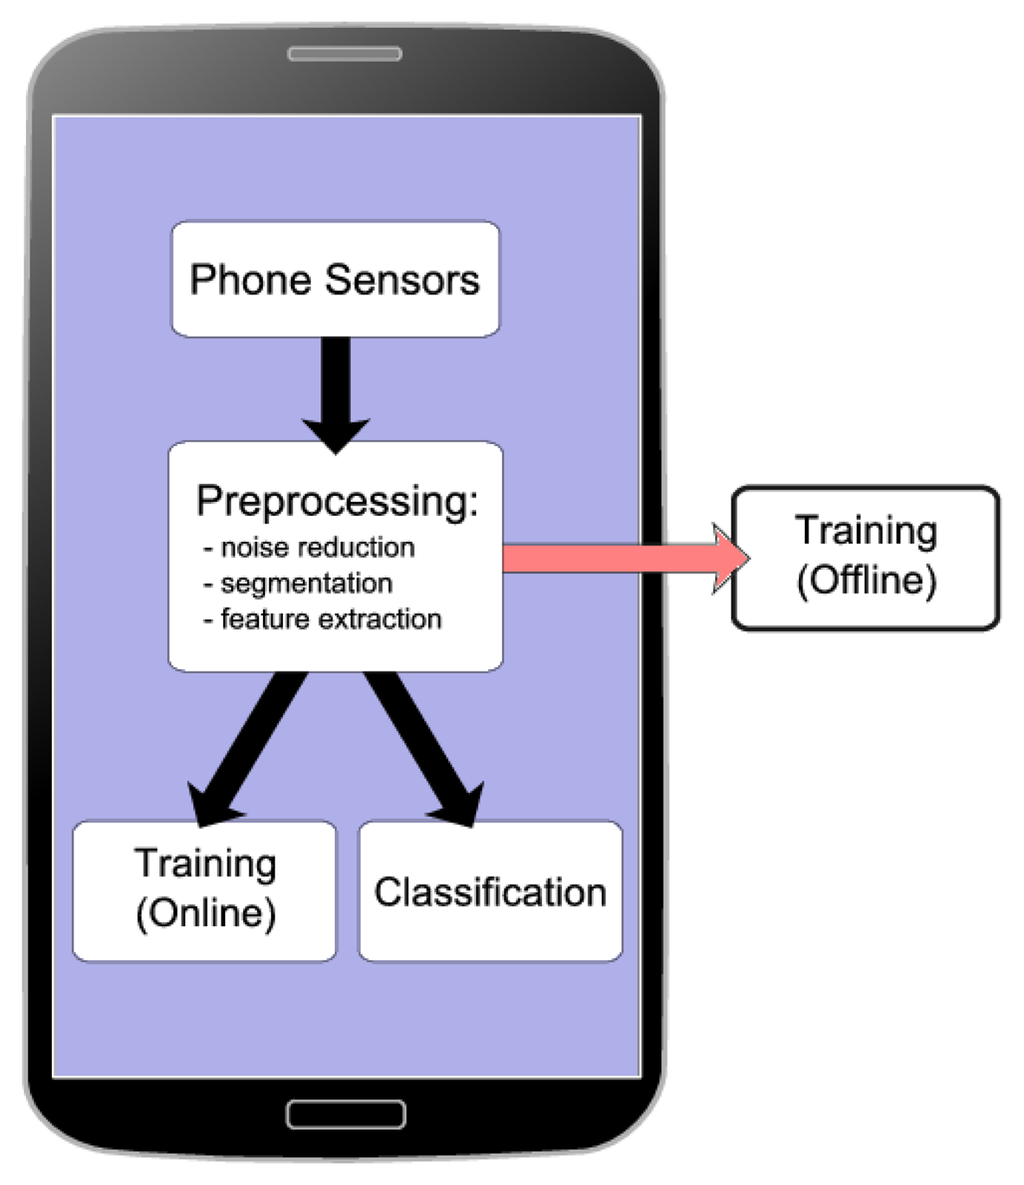 Phone Sensors
Preprocessing:
- noise reduction
- segmentation
- feature extraction
Training
(Offline)
Training
(Online)
Classification